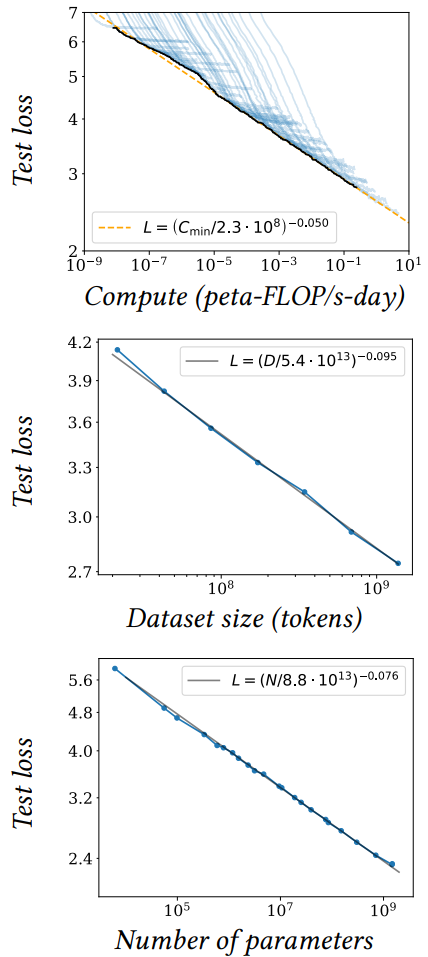 7
6
5
4
3
2
L = (C_min/2.3 · 10^8)^−0.050
10^−9 10^−7 10^−5 10^−3 10^−1 10^1
Test loss
Compute (peta-FLOP/s-day)
4.2
3.9
3.6
3.3
3.0
2.7
L = (D/5.4 · 10^13)^−0.095
10^8 10^9
Test loss
Dataset size (tokens)
5.6
4.8
4.0
3.2
2.4
L = (N/8.8 · 10^13)^−0.076
10^5 10^7 10^9
Test loss
Number of parameters